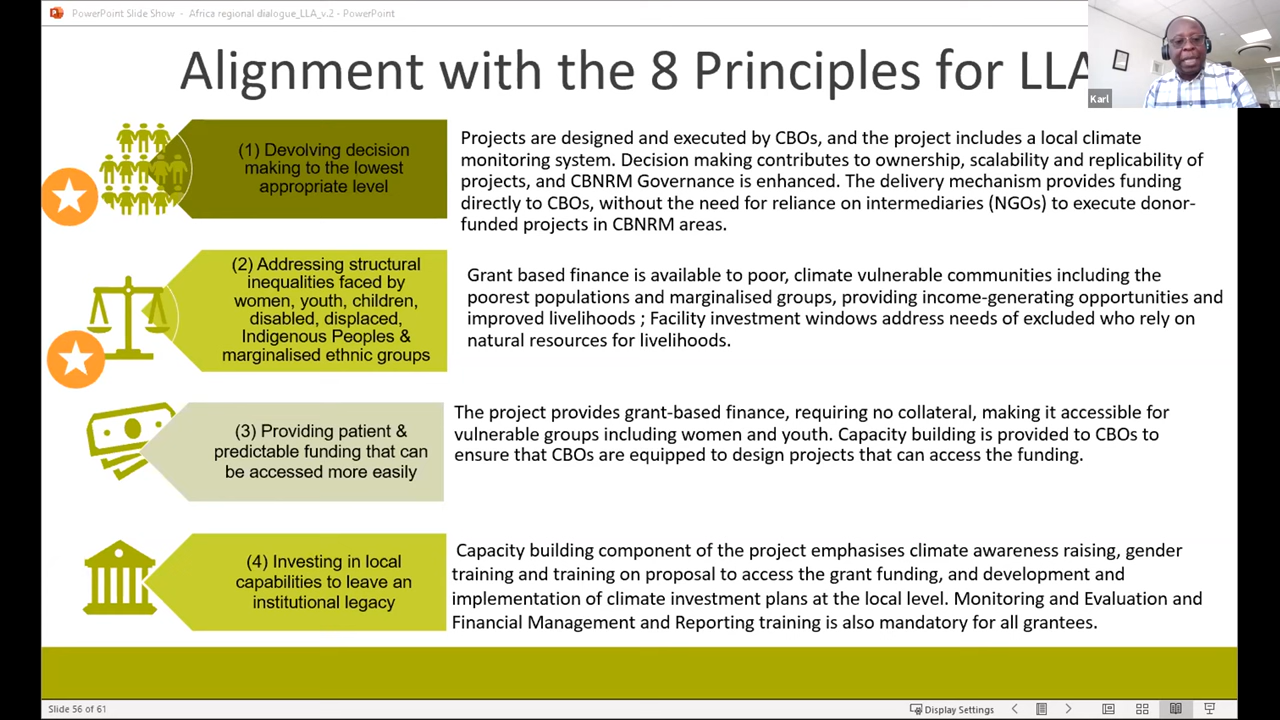 PowerPoint Slide Show - Africa regional dialogue_LLA_v.2 - PowerPoint
Alignment with the 8 Principles for LLA
Karl
(1) Devolving decision
making to the lowest
appropriate level
Projects are designed and executed by CBOs, and the project includes a local climate
monitoring system. Decision making contributes to ownership, scalability and replicability of
projects, and CBNRM Governance is enhanced. The delivery mechanism provides funding
directly to CBOs, without the need for reliance on intermediaries (NGOs) to execute donor-
funded projects in CBNRM areas.
(2) Addressing structural
inequalities faced by
women, youth, children,
disabled, displaced,
Indigenous Peoples &
marginalised ethnic groups
Grant based finance is available to poor, climate vulnerable communities including the
poorest populations and marginalised groups, providing income-generating opportunities and
improved livelihoods ; Facility investment windows address needs of excluded who rely on
natural resources for livelihoods.
(3) Providing patient &
predictable funding that can
be accessed more easily
The project provides grant-based finance, requiring no collateral, making it accessible for
vulnerable groups including women and youth. Capacity building is provided to CBOs to
ensure that CBOs are equipped to design projects that can access the funding.
(4) Investing in local
capabilities to leave an
institutional legacy
Capacity building component of the project emphasises climate awareness raising, gender
training and training on proposal to access the grant funding, and development and
implementation of climate investment plans at the local level. Monitoring and Evaluation and
Financial Management and Reporting training is also mandatory for all grantees.
Slide 56 of 61
Display Settings